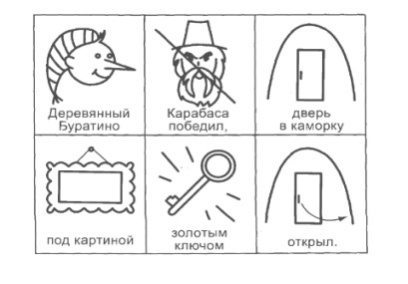 Деревянный
Буратино
Карабаса
победил,
дверь
в каморку
под картиной
золотым
ключом
открыл.